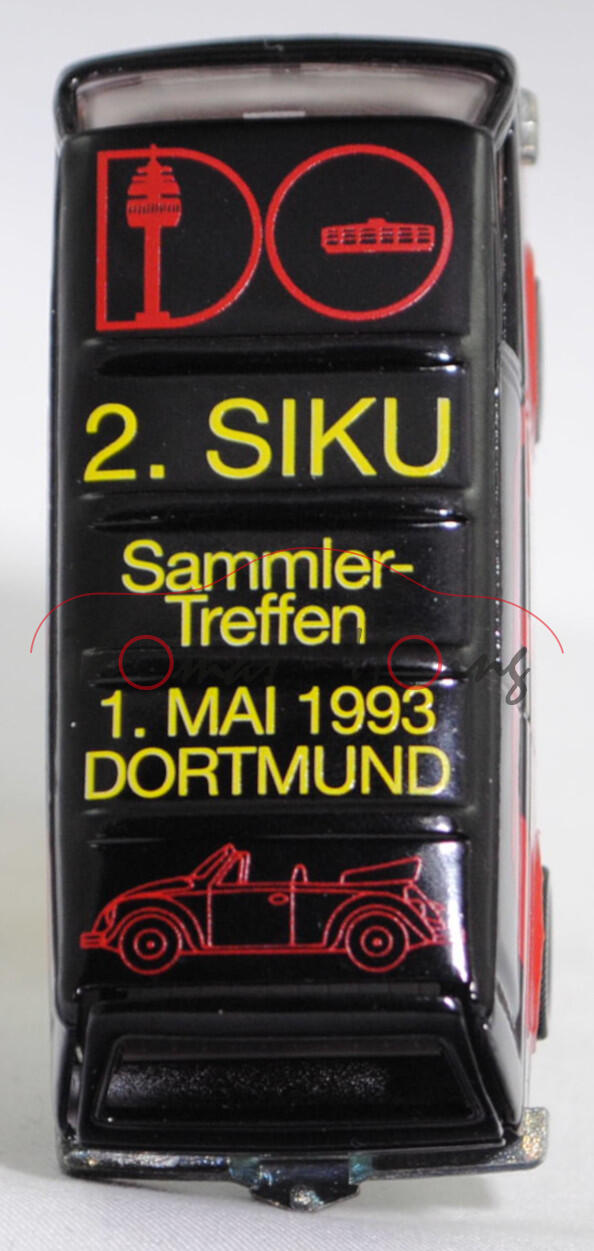 DO
2. SIKU
Sammler-
Treffen
1. MAI 1993
DORTMUND